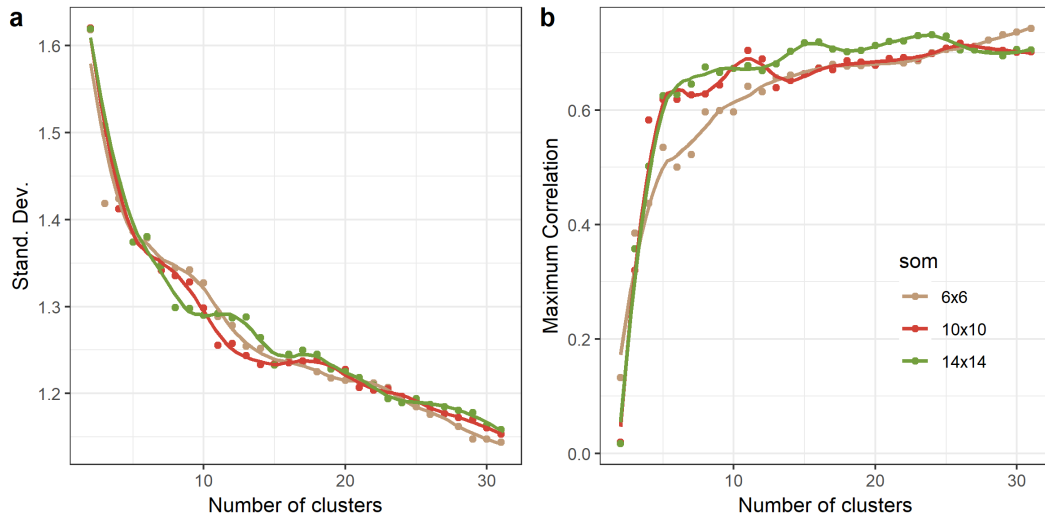 a
1.6
1.5
1.4
1.3
1.2
Stand. Dev.
10
20
30
Number of clusters
b
0.6
0.4
0.2
0.0
Maximum Correlation
10
20
30
Number of clusters
som
6x6
10x10
14x14